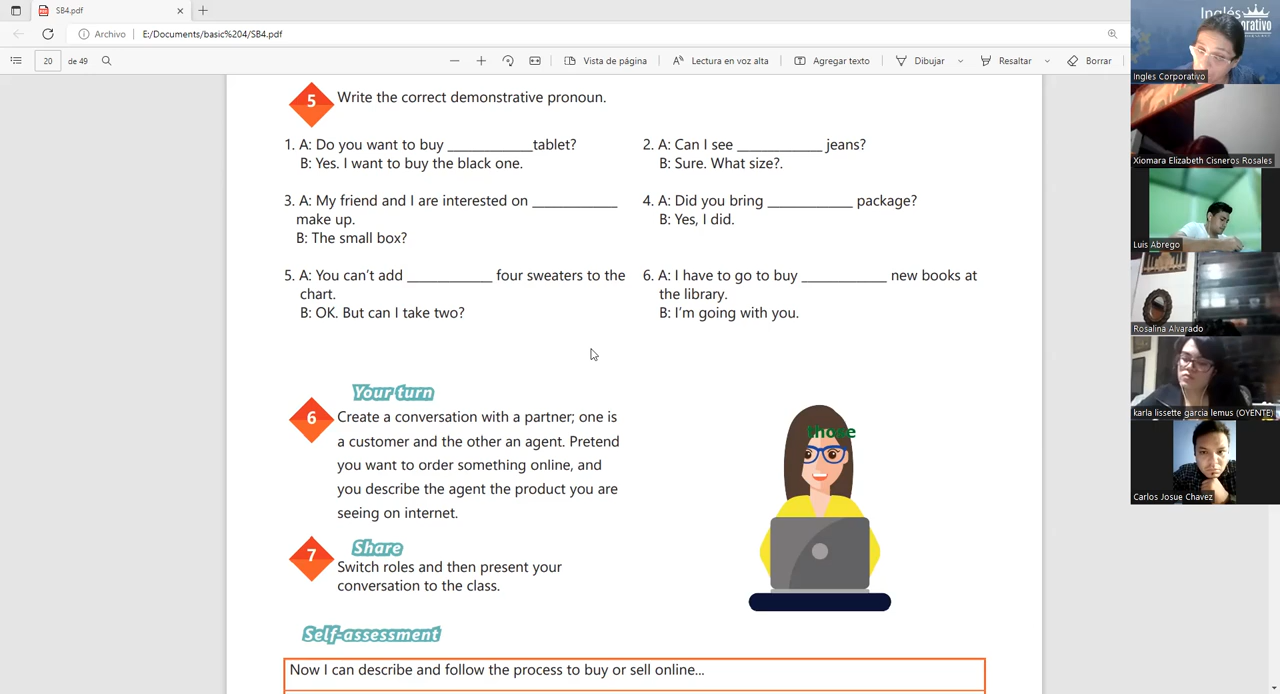 SB4.pdf
Archivo
E:/Documents/basic%204/SB4.pdf
20 de 49
Vista de página
Lectura en voz alta
Agregar texto
Dibujar
Resaltar
Borrar
5 Write the correct demonstrative pronoun.
1. A: Do you want to buy _____________tablet?
B: Yes. I want to buy the black one.
2. A: Can I see _____________ jeans?
B: Sure. What size?.
3. A: My friend and I are interested on _____________
make up.
B: The small box?
4. A: Did you bring _____________ package?
B: Yes, I did.
5. A: You can’t add _____________ four sweaters to the
chart.
B: OK. But can I take two?
6. A: I have to go to buy _____________ new books at
the library.
B: I’m going with you.
Your turn
6 Create a conversation with a partner; one is
a customer and the other an agent. Pretend
you want to order something online, and
you describe the agent the product you are
seeing on internet.
those
Share
7 Switch roles and then present your
conversation to the class.
Self-assessment
Now I can describe and follow the process to buy or sell online...
Inglés
Ingles Corporativo
Xiomara Elizabeth Cisneros Rosales
Luis Abrego
Rosalina Alvarado
karla lissette garcia lemus (OYENTE)
Carlos Josue Chavez